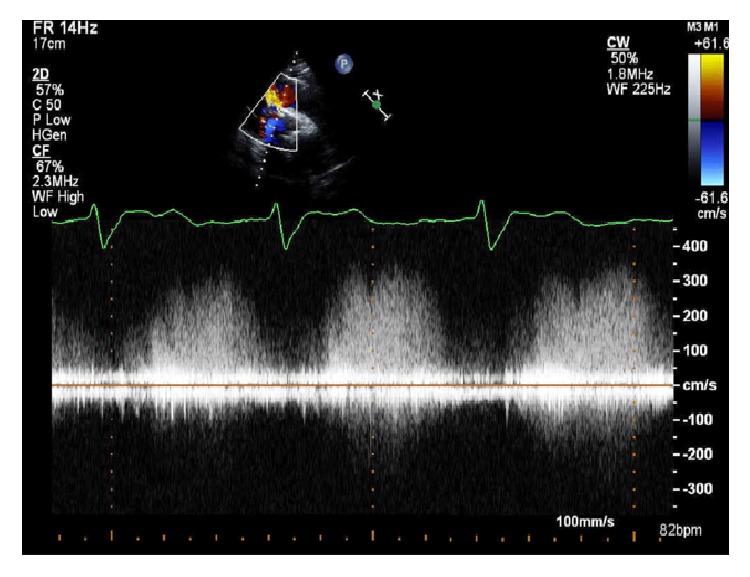 FR 14Hz
17cm
2D
57%
C 50
P Low
HGen
CF
67%
2.3MHz
WF High
Low
P
X
CW
50%
1.8MHz
WF 225Hz
M3 M1
+61.6
-61.6
cm/s
400
300
200
100
cm/s
-100
-200
-300
100mm/s
82bpm